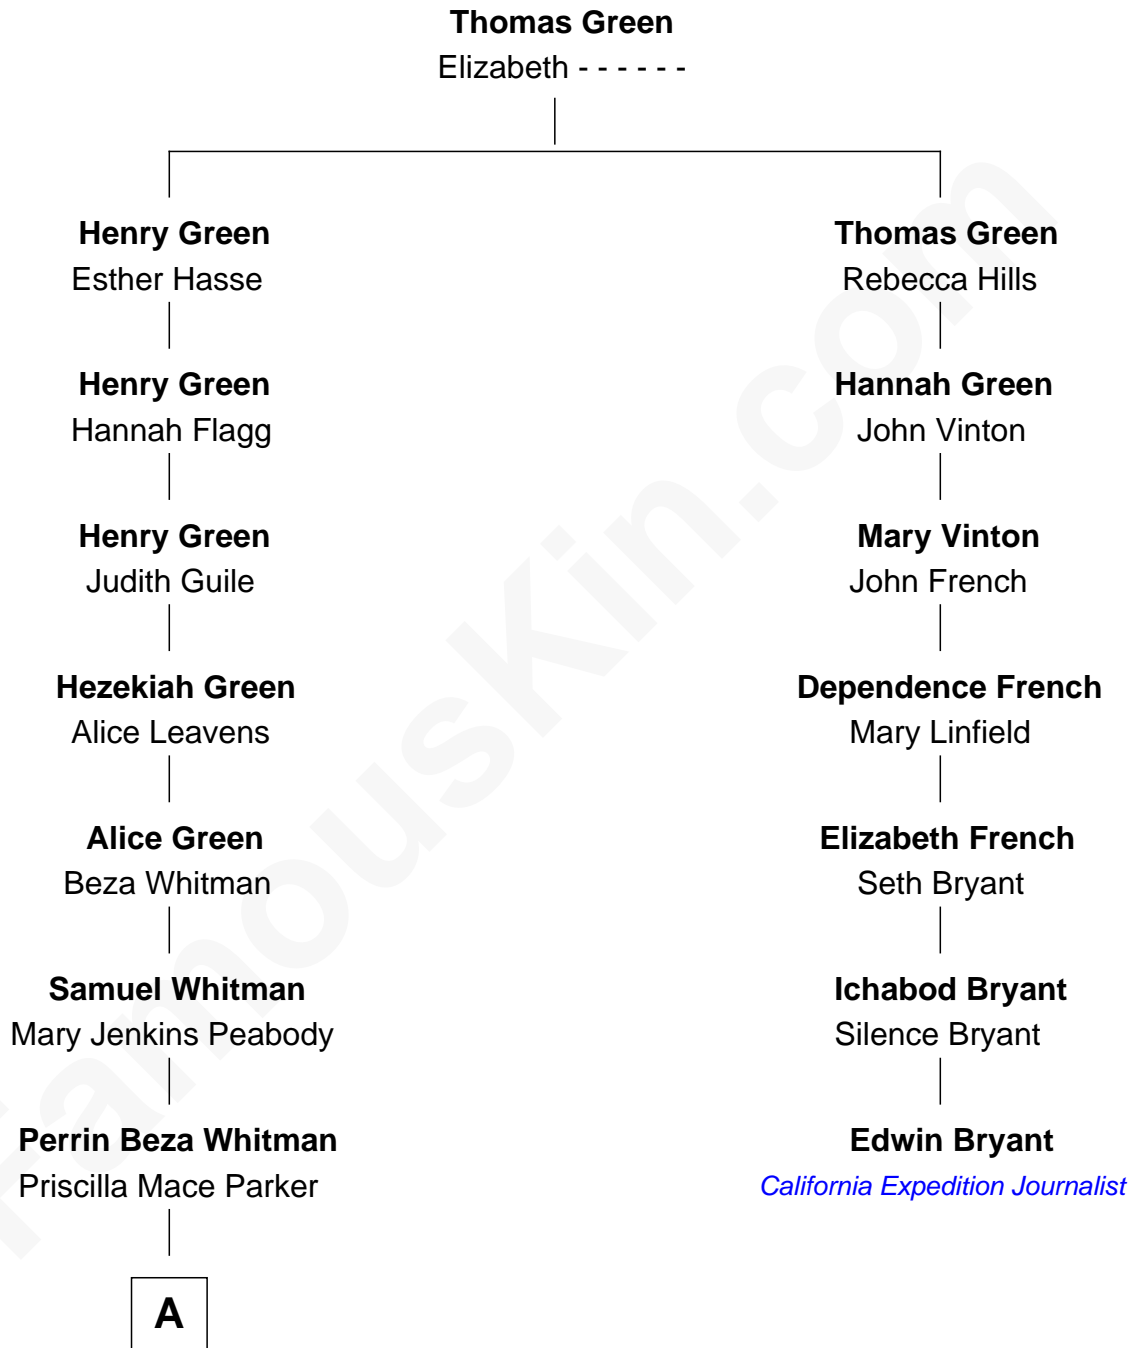 Thomas Green
Elizabeth - - - - - -
Henry Green
Esther Hasse
Thomas Green
Rebecca Hills
Henry Green
Hannah Flagg
Hannah Green
John Vinton
Henry Green
Judith Guile
Mary Vinton
John French
Hezekiah Green
Alice Leavens
Dependence French
Mary Linfield
Alice Green
Beza Whitman
Elizabeth French
Seth Bryant
Samuel Whitman
Mary Jenkins Peabody
Ichabod Bryant
Silence Bryant
Perrin Beza Whitman
Priscilla Mace Parker
Edwin Bryant
California Expedition Journalist
A
FamousKin.com